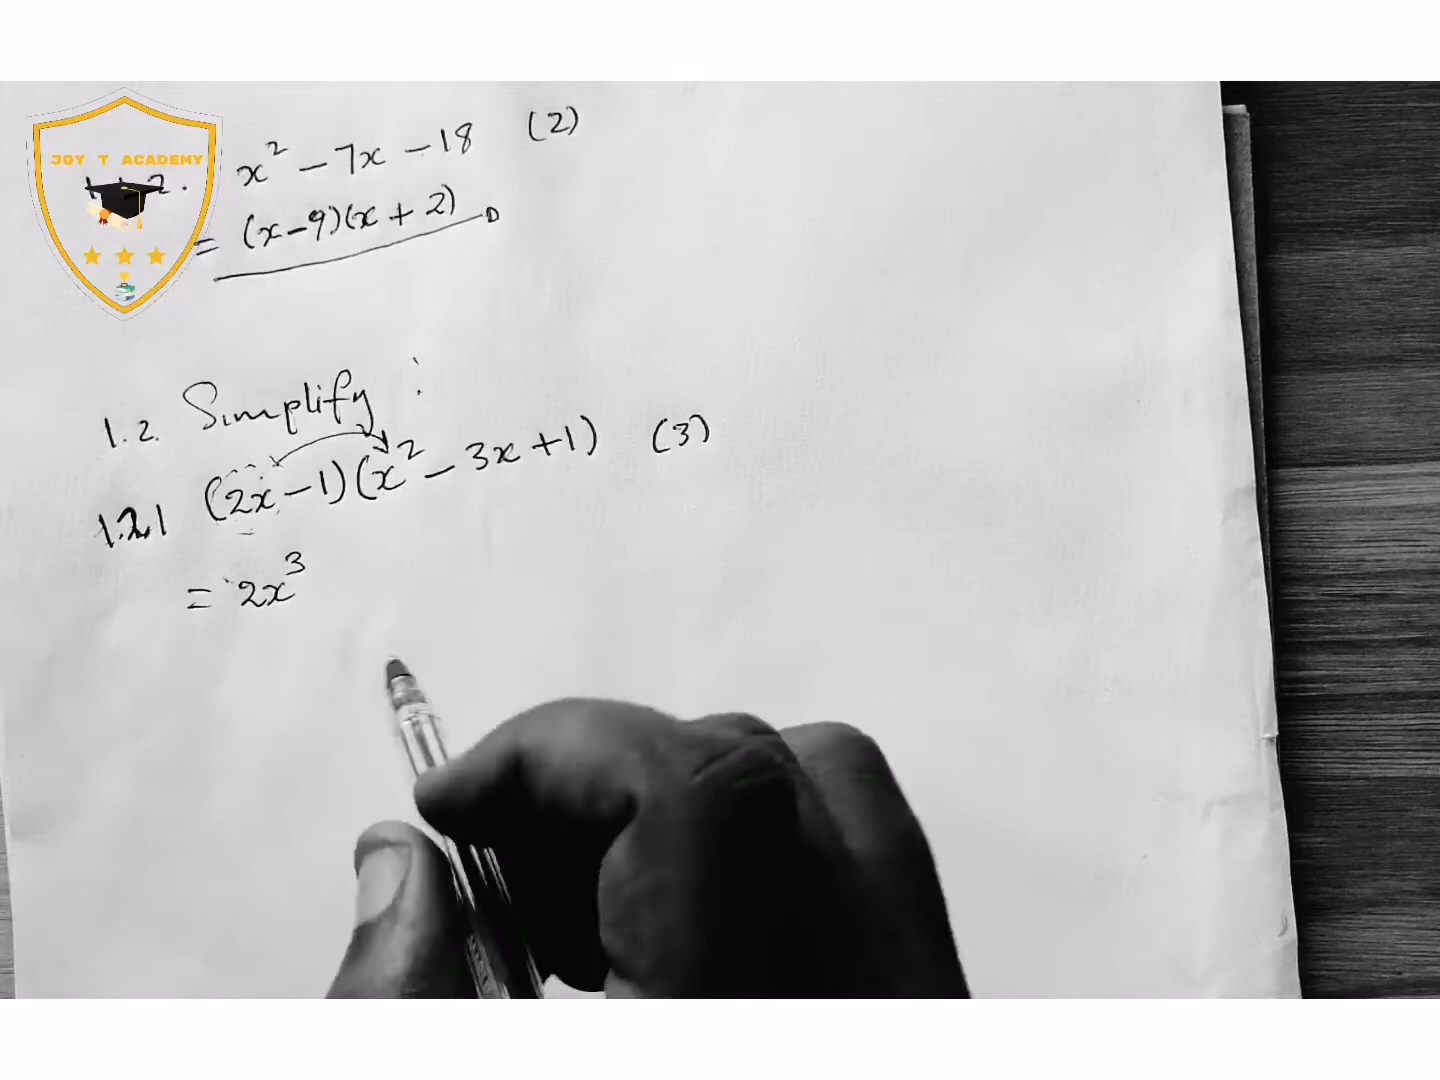 JOY T ACADEMY
x² – 7x – 18 (2)
= (x – 9)(x + 2)
1.2. Simplify :
1.2.1 (2x – 1)(x² – 3x + 1) (3)
= 2x³